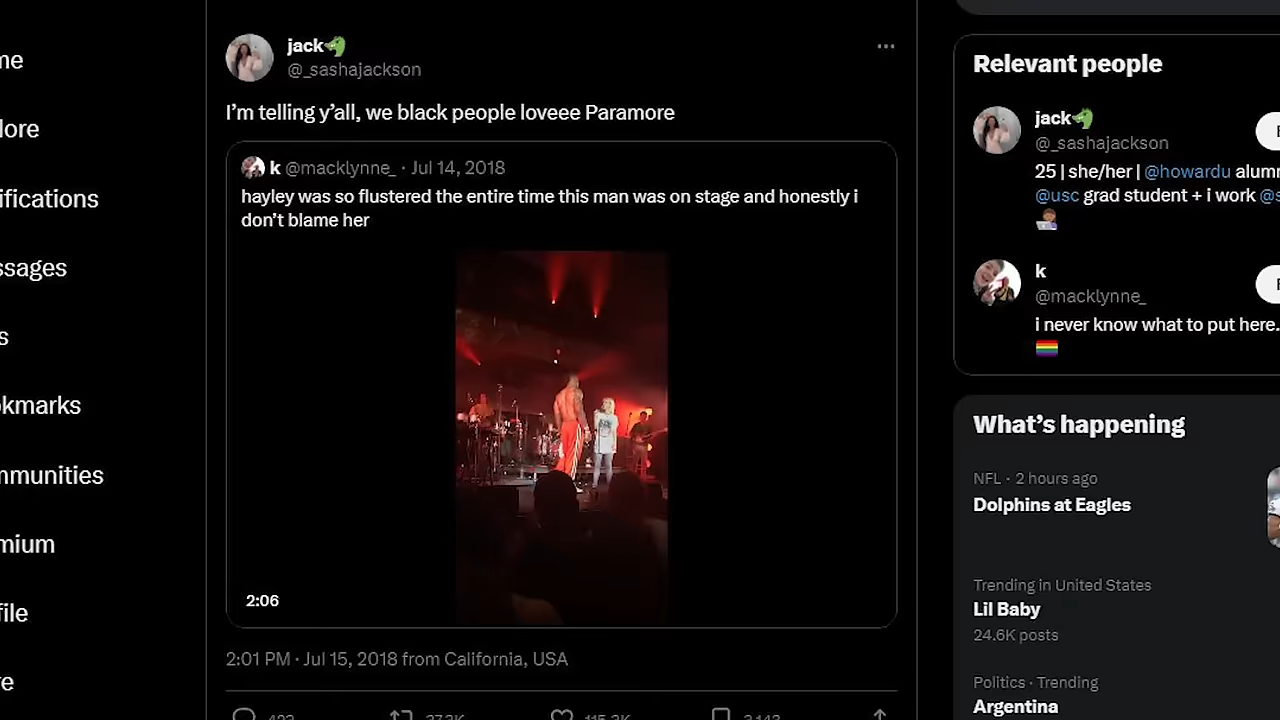 me
lore
ifications
ssages
s
okmarks
mmunities
mium
file
re
jack
@_sashajackson
I'm telling y'all, we black people loveee Paramore
k @macklynne_ · Jul 14, 2018
hayley was so flustered the entire time this man was on stage and honestly i
don't blame her
2:06
2:01 PM · Jul 15, 2018 from California, USA
Relevant people
jack
@_sashajackson
25 | she/her | @howardu alum
@usc grad student + i work @s
k
@macklynne_
i never know what to put here.
What's happening
NFL · 2 hours ago
Dolphins at Eagles
Trending in United States
Lil Baby
24.6K posts
Politics · Trending
Argentina